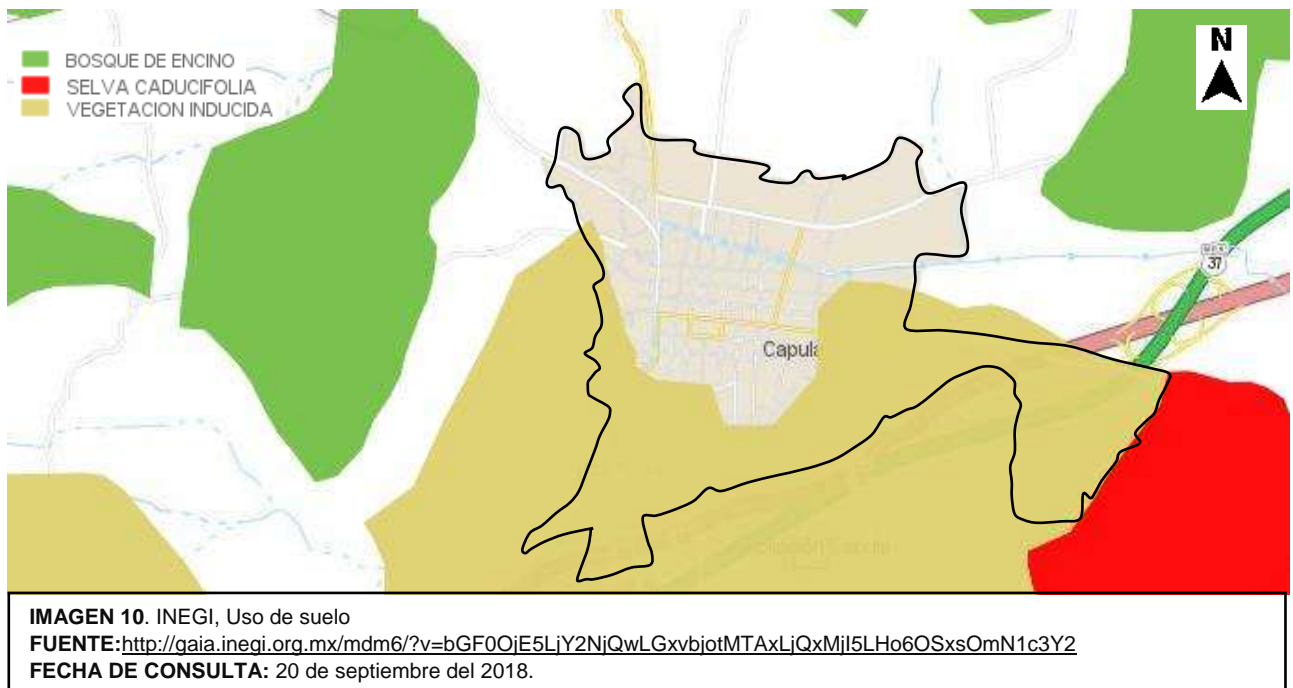 BOSQUE DE ENCINO
SELVA CADUCIFOLIA
VEGETACION INDUCIDA
N
MEX
37
Capula
IMAGEN 10. INEGI, Uso de suelo
FUENTE:http://gaia.inegi.org.mx/mdm6/?v=bGF0OjE5LjY2NjQwLGxvbjotMTAxLjQxMjI5LHo6OSxsOmN1c3Y2
FECHA DE CONSULTA: 20 de septiembre del 2018.